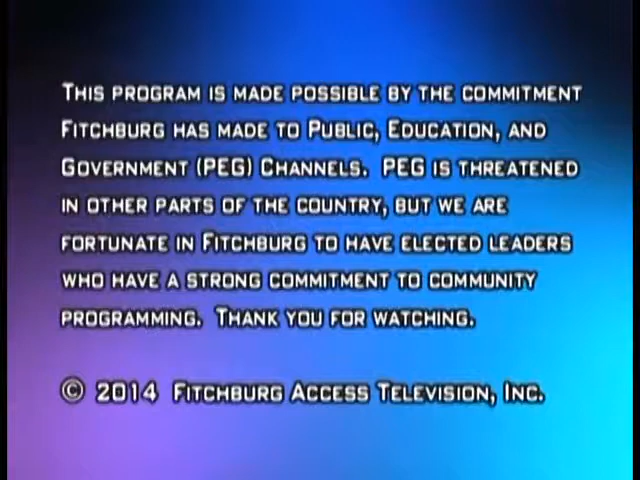 This program is made possible by the commitment
Fitchburg has made to Public, Education, and
Government (PEG) Channels. PEG is threatened
in other parts of the country, but we are
fortunate in Fitchburg to have elected leaders
who have a strong commitment to community
programming. Thank you for watching.
© 2014 Fitchburg Access Television, Inc.